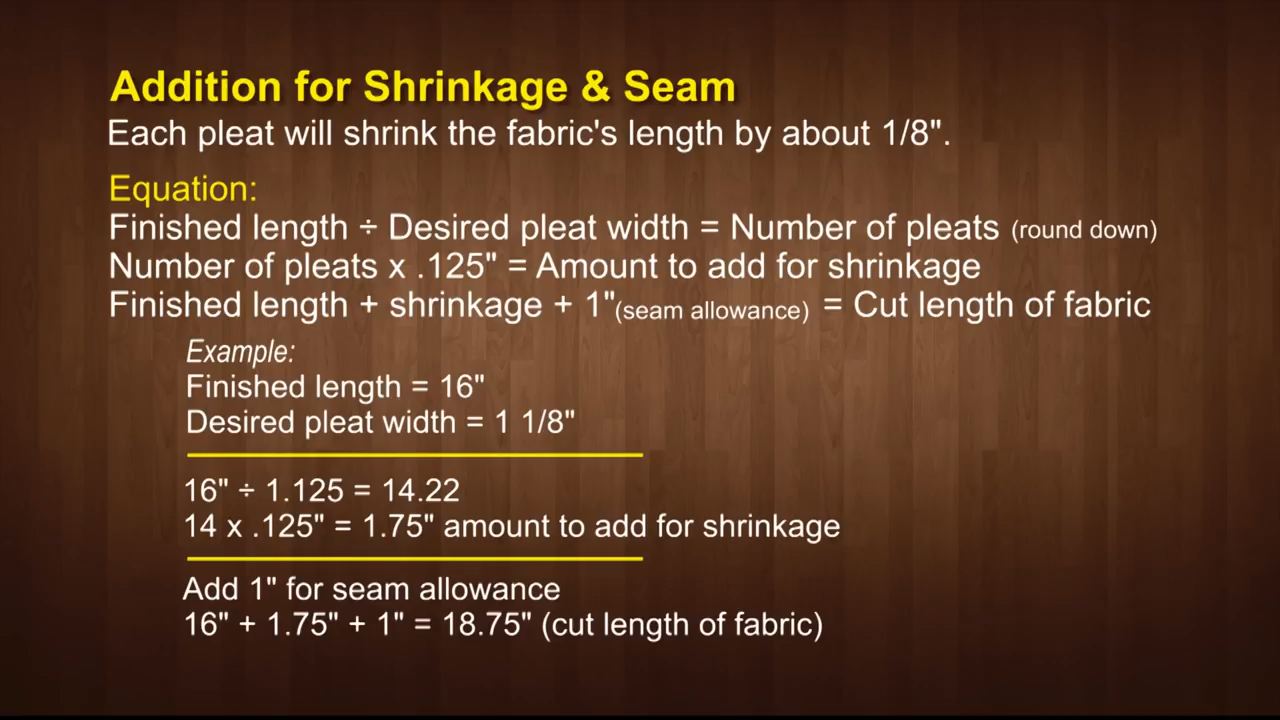 Addition for Shrinkage & Seam
Each pleat will shrink the fabric's length by about 1/8".
Equation:
Finished length ÷ Desired pleat width = Number of pleats (round down)
Number of pleats x .125" = Amount to add for shrinkage
Finished length + shrinkage + 1"(seam allowance) = Cut length of fabric
Example:
Finished length = 16"
Desired pleat width = 1 1/8"
16" ÷ 1.125 = 14.22
14 x .125" = 1.75" amount to add for shrinkage
Add 1" for seam allowance
16" + 1.75" + 1" = 18.75" (cut length of fabric)